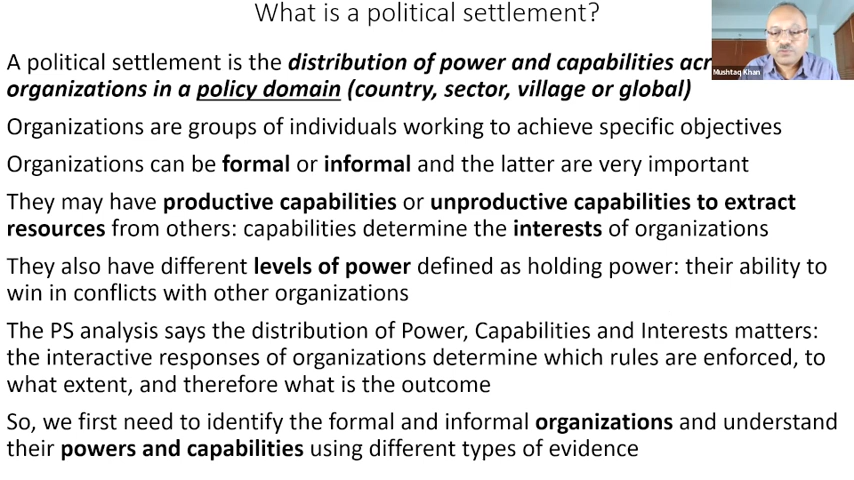 What is a political settlement?
Mushtaq Khan
A political settlement is the distribution of power and capabilities
organizations in a policy domain (country, sector, village or global)
Organizations are groups of individuals working to achieve specific objectives
Organizations can be formal or informal and the latter are very important
They may have productive capabilities or unproductive capabilities to extract
resources from others: capabilities determine the interests of organizations
They also have different levels of power defined as holding power: their ability to
win in conflicts with other organizations
The PS analysis says the distribution of Power, Capabilities and Interests matters:
the interactive responses of organizations determine which rules are enforced, to
what extent, and therefore what is the outcome
So, we first need to identify the formal and informal organizations and understand
their powers and capabilities using different types of evidence